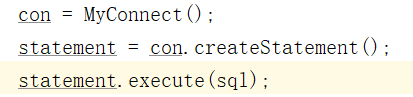 con = MyConnect();
statement = con.createStatement();
statement.execute(sql);